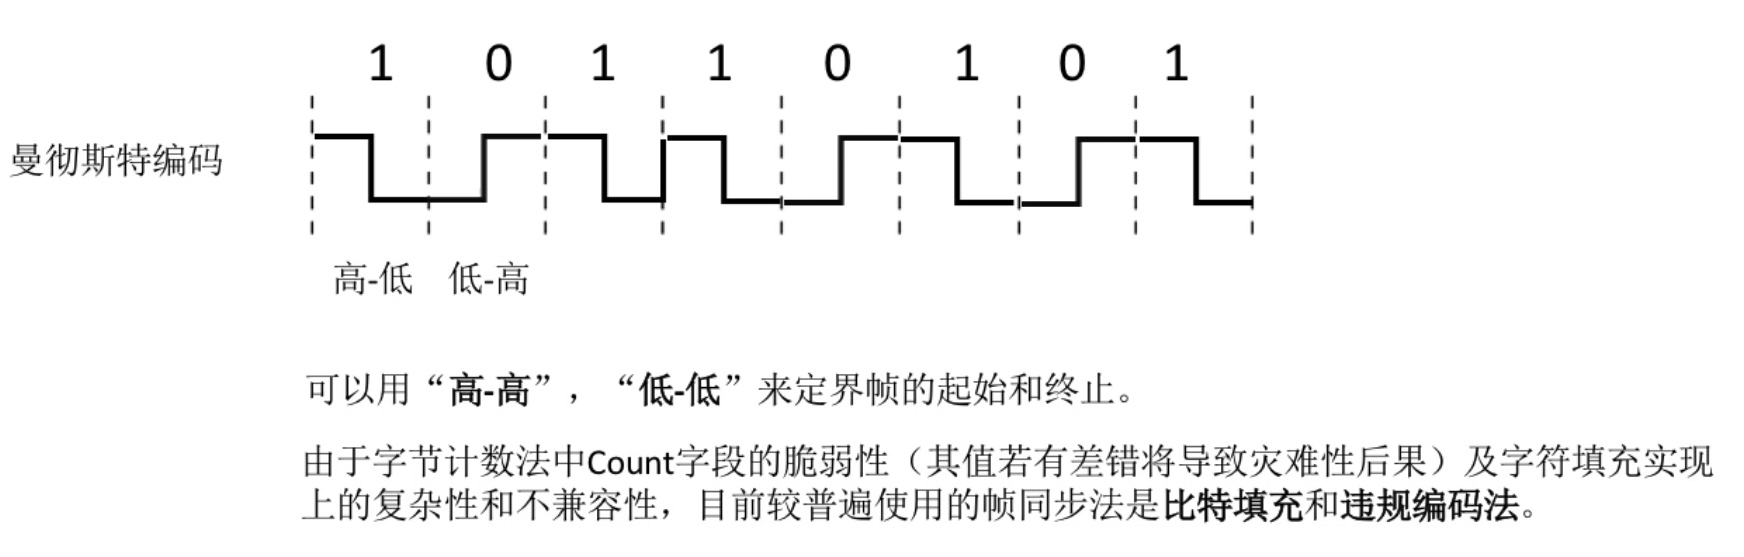 1 0 1 1 0 1 0 1
曼彻斯特编码
高-低 低-高
可以用“高-高”，“低-低”来定界帧的起始和终止。
由于字节计数法中Count字段的脆弱性（其值若有差错将导致灾难性后果）及字符填充实现
上的复杂性和不兼容性，目前较普遍使用的帧同步法是比特填充和违规编码法。